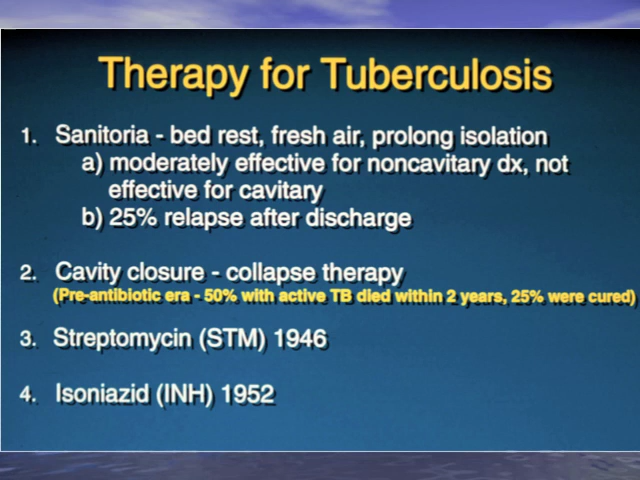 Therapy for Tuberculosis
1. Sanitoria - bed rest, fresh air, prolong isolation
a) moderately effective for noncavitary dx, not
effective for cavitary
b) 25% relapse after discharge
2. Cavity closure - collapse therapy
(Pre-antibiotic era - 50% with active TB died within 2 years, 25% were cured)
3. Streptomycin (STM) 1946
4. Isoniazid (INH) 1952